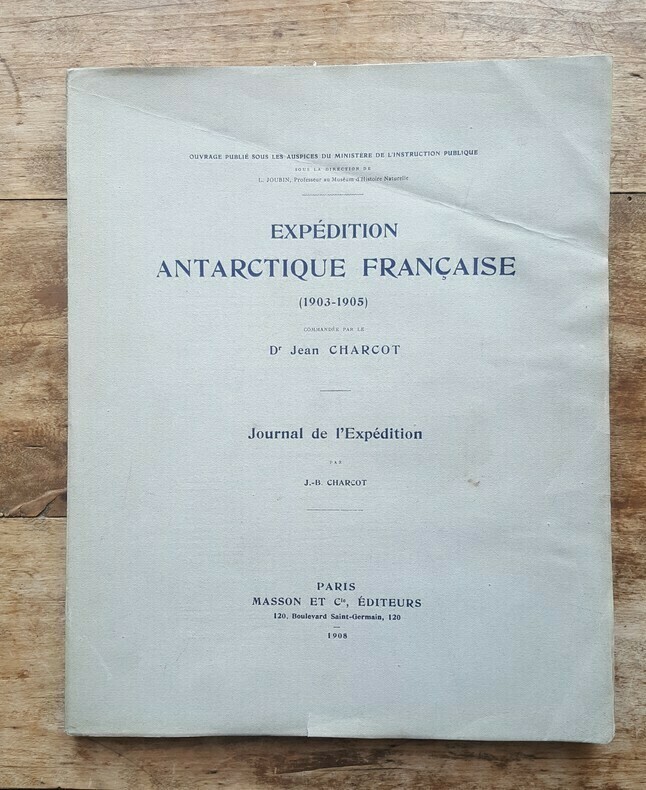 OUVRAGE PUBLIÉ SOUS LES AUSPICES DU MINISTÈRE DE L'INSTRUCTION PUBLIQUE
SOUS LA DIRECTION DE
L. JOUBIN, Professeur au Muséum d'Histoire Naturelle
EXPÉDITION
ANTARCTIQUE FRANÇAISE
(1903-1905)
COMMANDÉE PAR LE
Dr Jean CHARCOT
Journal de l'Expédition
PAR
J.-B. CHARCOT
PARIS
MASSON ET Cie, ÉDITEURS
120, Boulevard Saint-Germain, 120
1908